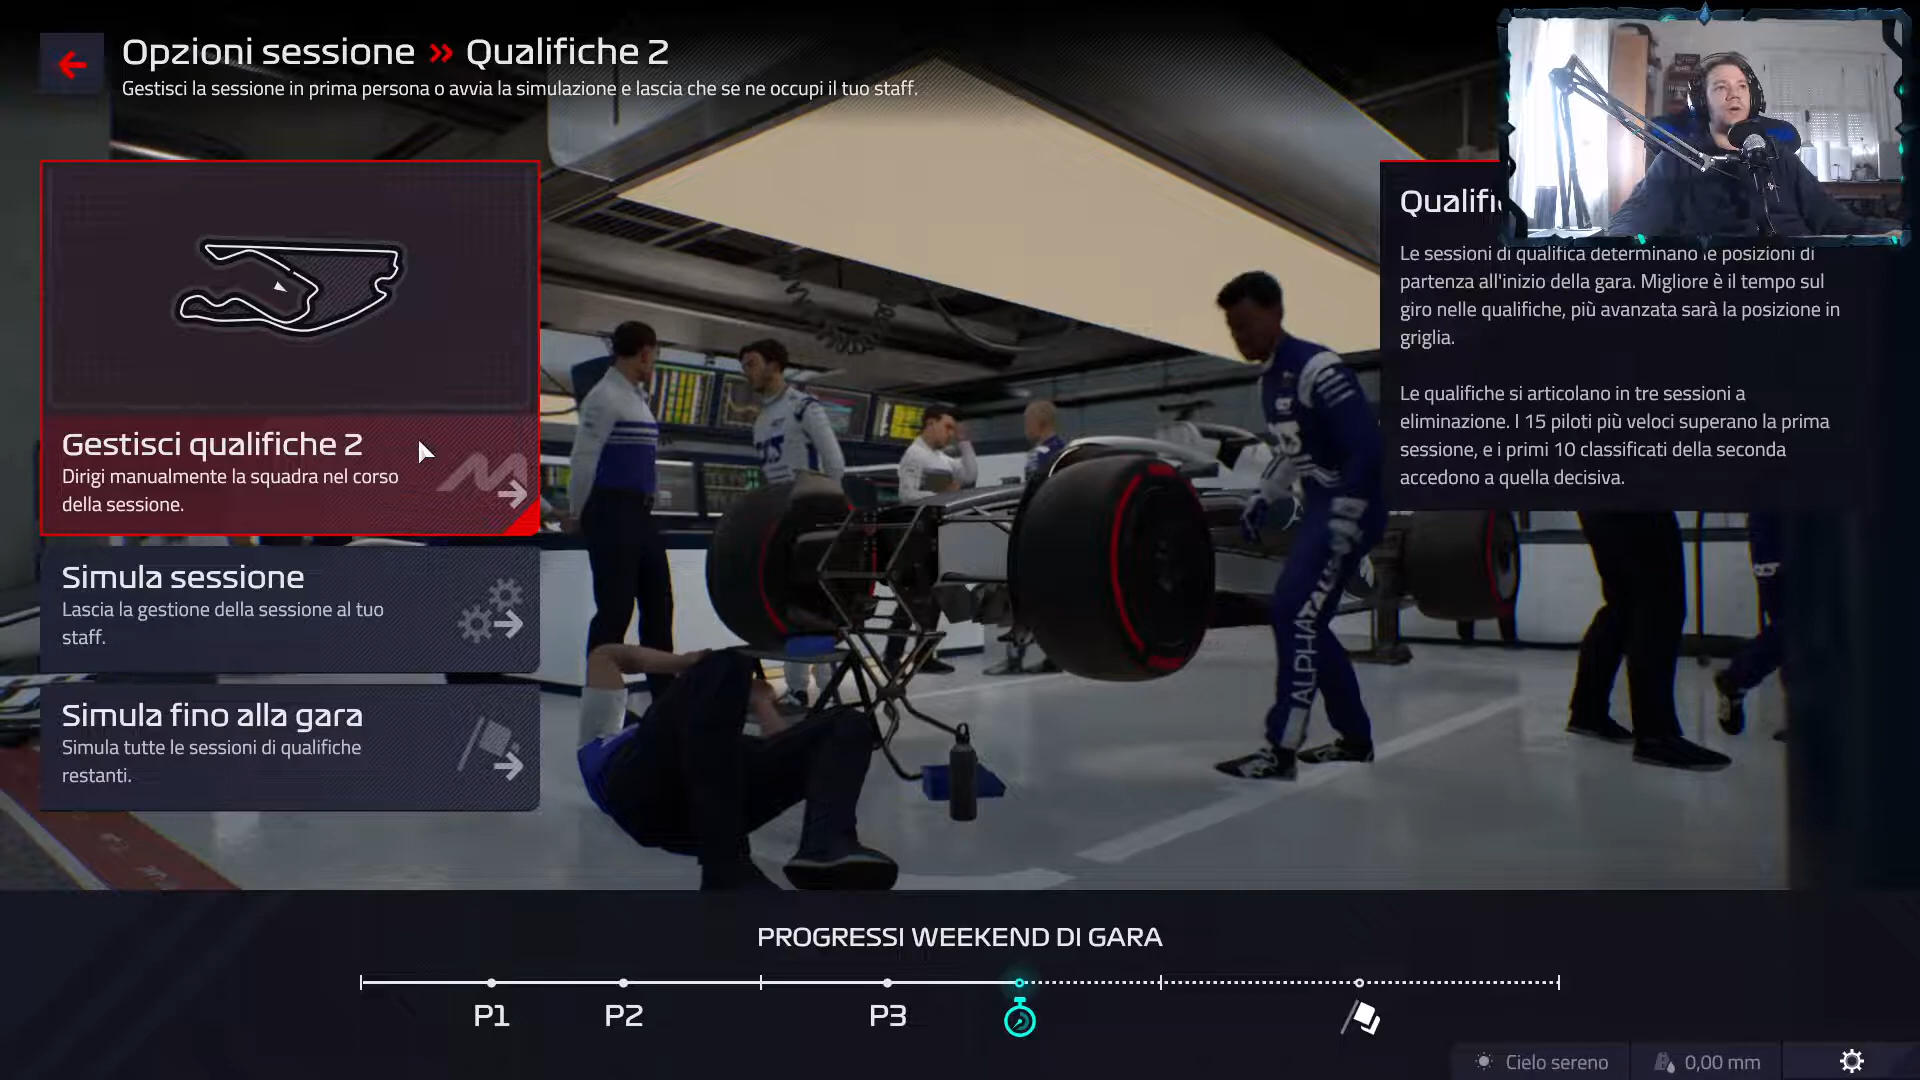 Opzioni sessione » Qualifiche 2
Gestisci la sessione in prima persona o avvia la simulazione e lascia che se ne occupi il tuo staff.
Gestisci qualifiche 2
Dirigi manualmente la squadra nel corso
della sessione.
Simula sessione
Lascia la gestione della sessione al tuo
staff.
Simula fino alla gara
Simula tutte le sessioni di qualifiche
restanti.
Le sessioni di qualifica determinano le posizioni di
partenza all'inizio della gara. Migliore è il tempo sul
giro nelle qualifiche, più avanzata sarà la posizione in
griglia.
Le qualifiche si articolano in tre sessioni a
eliminazione. I 15 piloti più veloci superano la prima
sessione, e i primi 10 classificati della seconda
accedono a quella decisiva.
ALPHATAURI
PROGRESSI WEEKEND DI GARA
P1 P2 P3
Cielo sereno 0,00 mm